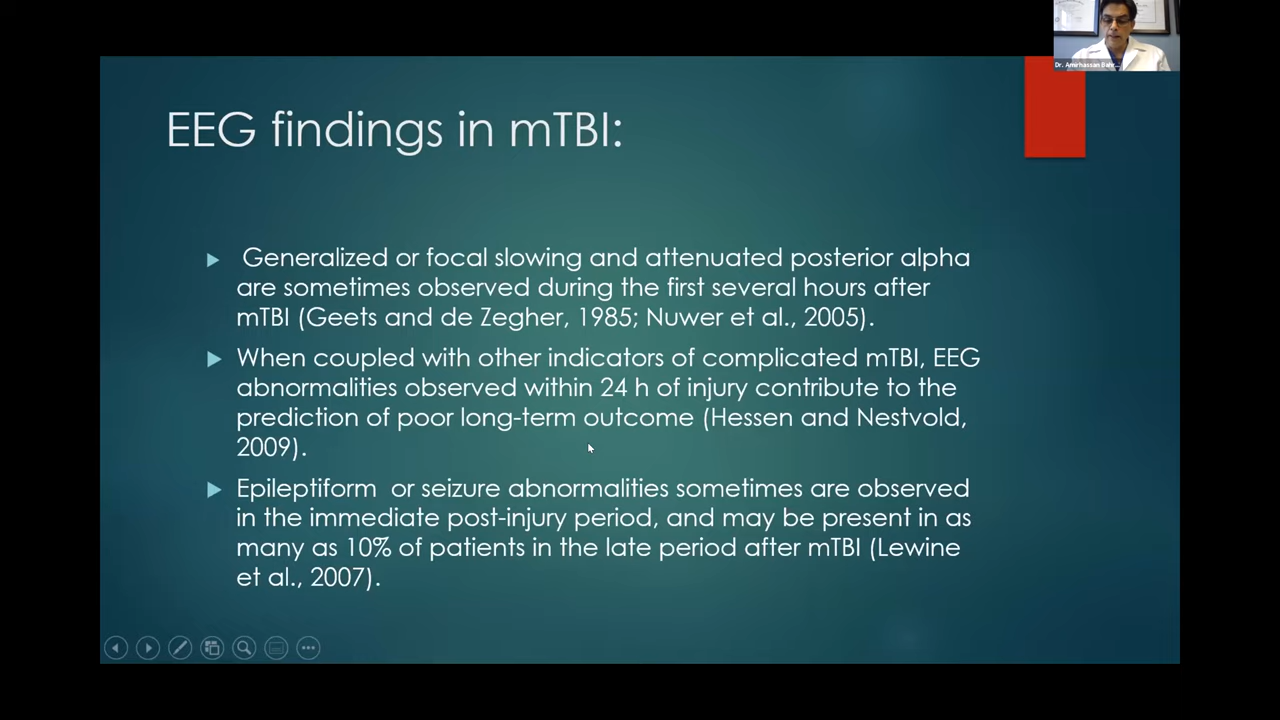 Dr. Amirhassan Bahr...
EEG findings in mTBI:
Generalized or focal slowing and attenuated posterior alpha
are sometimes observed during the first several hours after
mTBI (Geets and de Zegher, 1985; Nuwer et al., 2005).
When coupled with other indicators of complicated mTBI, EEG
abnormalities observed within 24 h of injury contribute to the
prediction of poor long-term outcome (Hessen and Nestvold,
2009).
Epileptiform  or seizure abnormalities sometimes are observed
in the immediate post-injury period, and may be present in as
many as 10% of patients in the late period after mTBI (Lewine
et al., 2007).